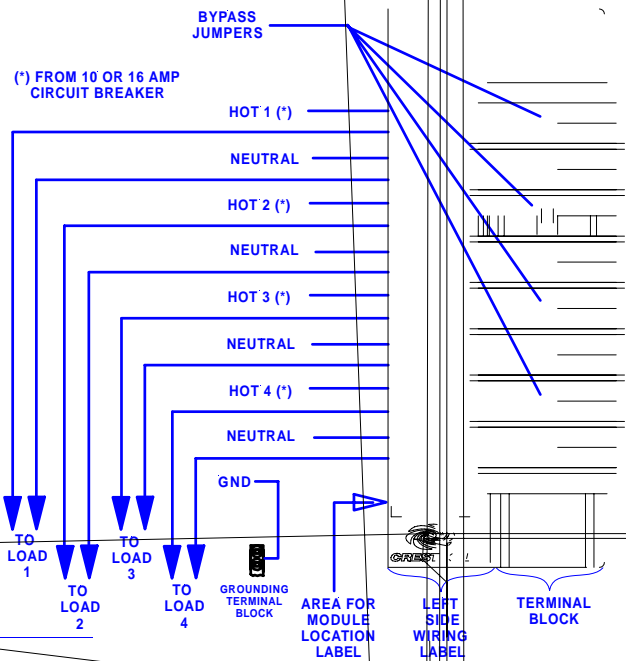 BYPASS
JUMPERS
(*) FROM 10 OR 16 AMP
CIRCUIT BREAKER
HOT 1 (*)
NEUTRAL
HOT 2 (*)
NEUTRAL
HOT 3 (*)
NEUTRAL
HOT 4 (*)
NEUTRAL
GND
TO
LOAD
1
TO
LOAD
2
TO
LOAD
3
TO
LOAD
4
GROUNDING
TERMINAL
BLOCK
AREA FOR
MODULE
LOCATION
LABEL
LEFT
SIDE
WIRING
LABEL
TERMINAL
BLOCK